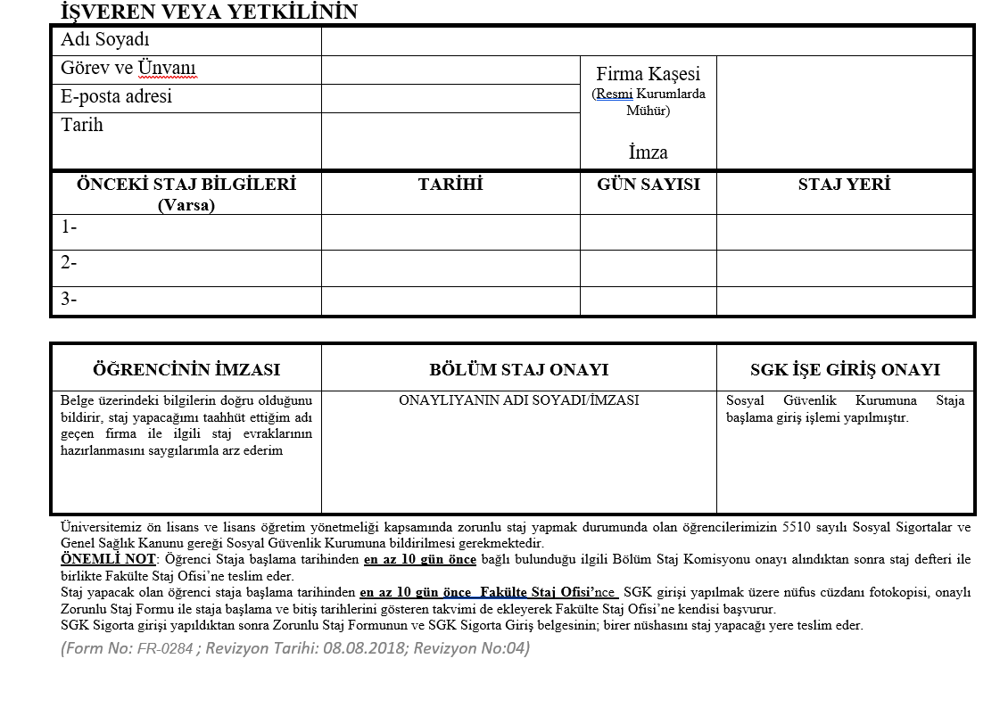 İŞVEREN VEYA YETKİLİNİN
Adı Soyadı
Görev ve Ünvanı
E-posta adresi
Tarih
Firma Kaşesi
(Resmi Kurumlarda
Mühür)
İmza
ÖNCEKİ STAJ BİLGİLERİ
(Varsa)
TARİHİ
GÜN SAYISI
STAJ YERİ
1-
2-
3-
ÖĞRENCİNİN İMZASI
BÖLÜM STAJ ONAYI
SGK İŞE GİRİŞ ONAYI
Belge üzerindeki bilgilerin doğru olduğunu
bildirir, staj yapacağımı taahhüt ettiğim adı
geçen firma ile ilgili staj evraklarının
hazırlanmasını saygılarımla arz ederim
ONAYLIYANIN ADI SOYADI/İMZASI
Sosyal Güvenlik Kurumuna Staja
başlama giriş işlemi yapılmıştır.
Üniversitemiz ön lisans ve lisans öğretim yönetmeliği kapsamında zorunlu staj yapmak durumunda olan öğrencilerimizin 5510 sayılı Sosyal Sigortalar ve
Genel Sağlık Kanunu gereği Sosyal Güvenlik Kurumuna bildirilmesi gerekmektedir.
ÖNEMLİ NOT: Öğrenci Staja başlama tarihinden en az 10 gün önce bağlı bulunduğu ilgili Bölüm Staj Komisyonu onayı alındıktan sonra staj defteri ile
birlikte Fakülte Staj Ofisi’ne teslim eder.
Staj yapacak olan öğrenci staja başlama tarihinden en az 10 gün önce Fakülte Staj Ofisi’nce SGK girişi yapılmak üzere nüfus cüzdanı fotokopisi, onaylı
Zorunlu Staj Formu ile staja başlama ve bitiş tarihlerini gösteren takvimi de ekleyerek Fakülte Staj Ofisi’ne kendisi başvurur.
SGK Sigorta girişi yapıldıktan sonra Zorunlu Staj Formunun ve SGK Sigorta Giriş belgesinin; birer nüshasını staj yapacağı yere teslim eder.
(Form No: FR-0284 ; Revizyon Tarihi: 08.08.2018; Revizyon No:04)